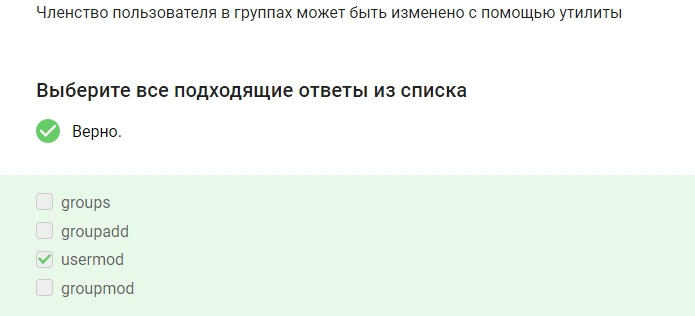 Членство пользователя в группах может быть изменено с помощью утилиты
Выберите все подходящие ответы из списка
Верно.
groups
groupadd
usermod
groupmod